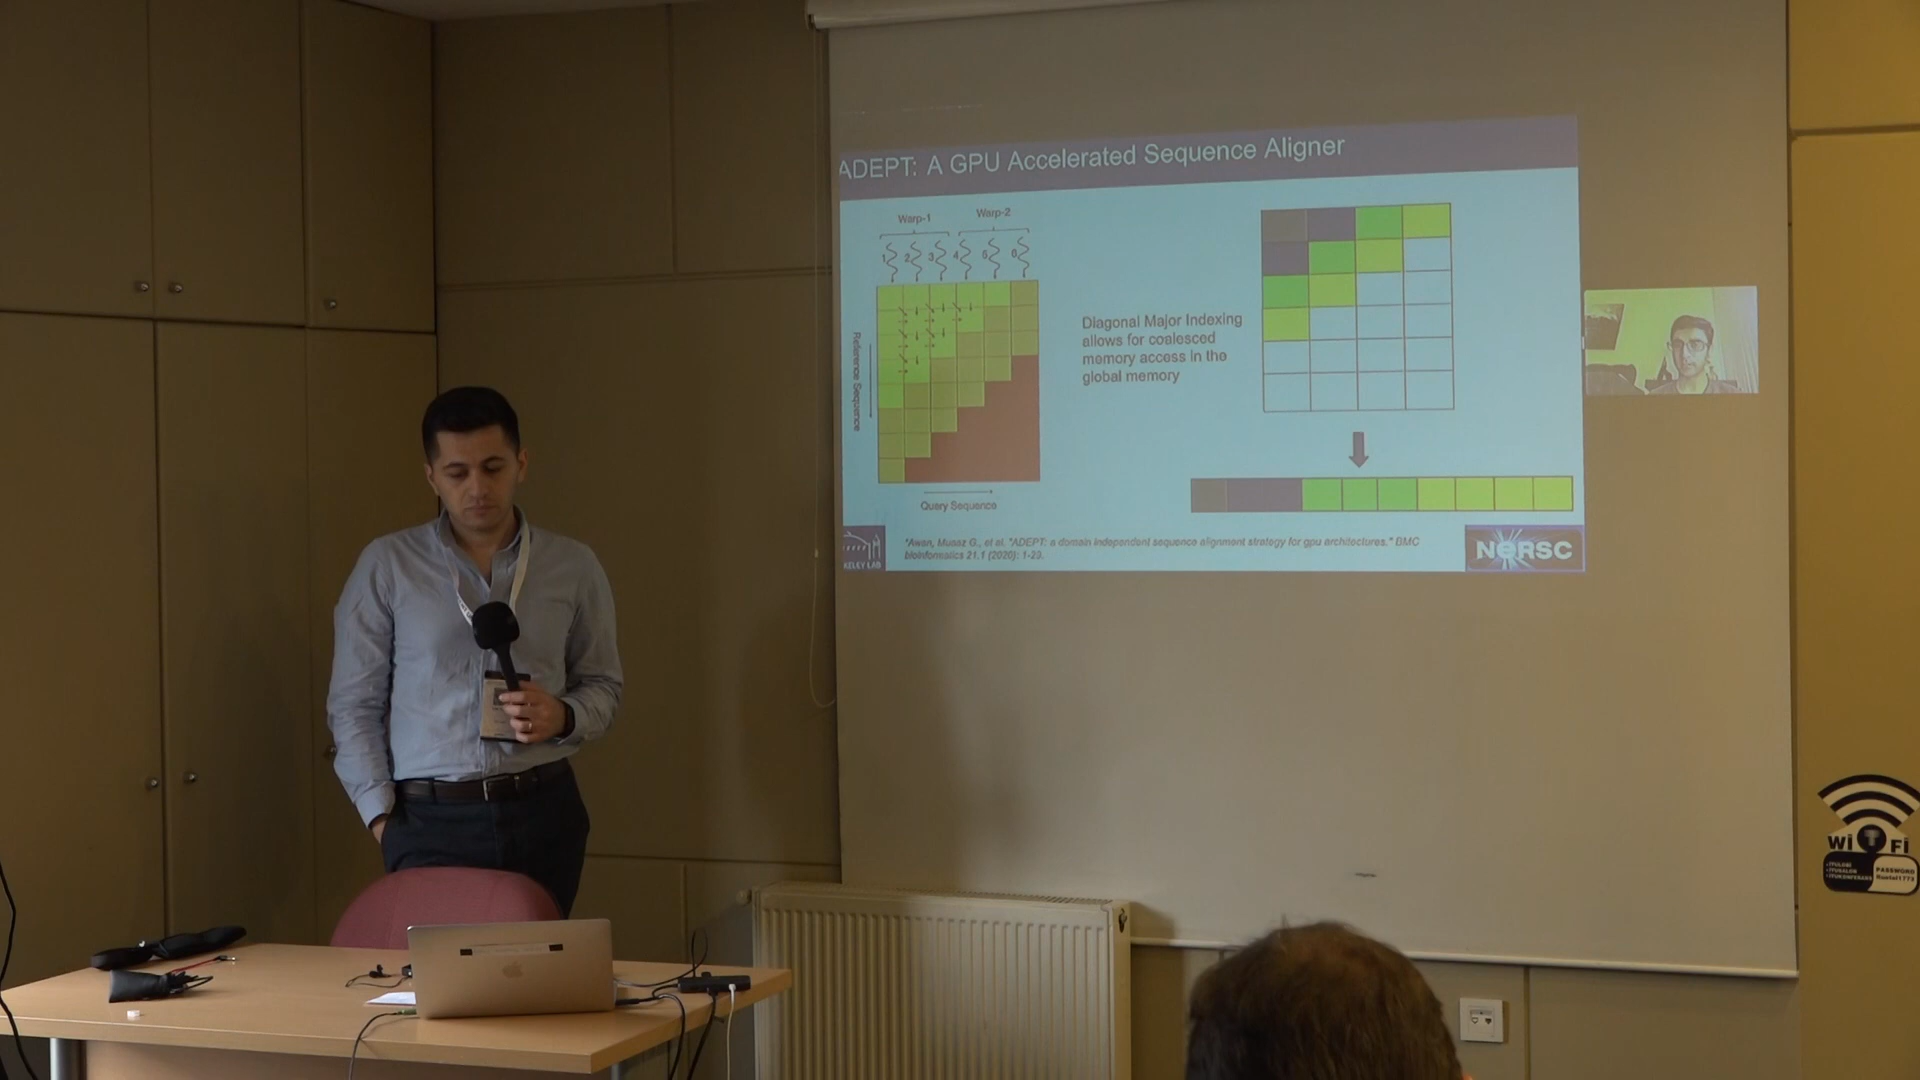 ADEPT: A GPU Accelerated Sequence Aligner
Warp-1
Warp-2
1
2
3
4
5
6
Reference Sequence
Query Sequence
Diagonal Major Indexing
allows for coalesced
memory access in the
global memory
"Awan, Muaaz G., et al. "ADEPT: a domain independent sequence alignment strategy for gpu architectures." BMC
bioinformatics 21.1 (2020): 1-29.
KELEY LAB
NERSC
WiFi
PASSWORD